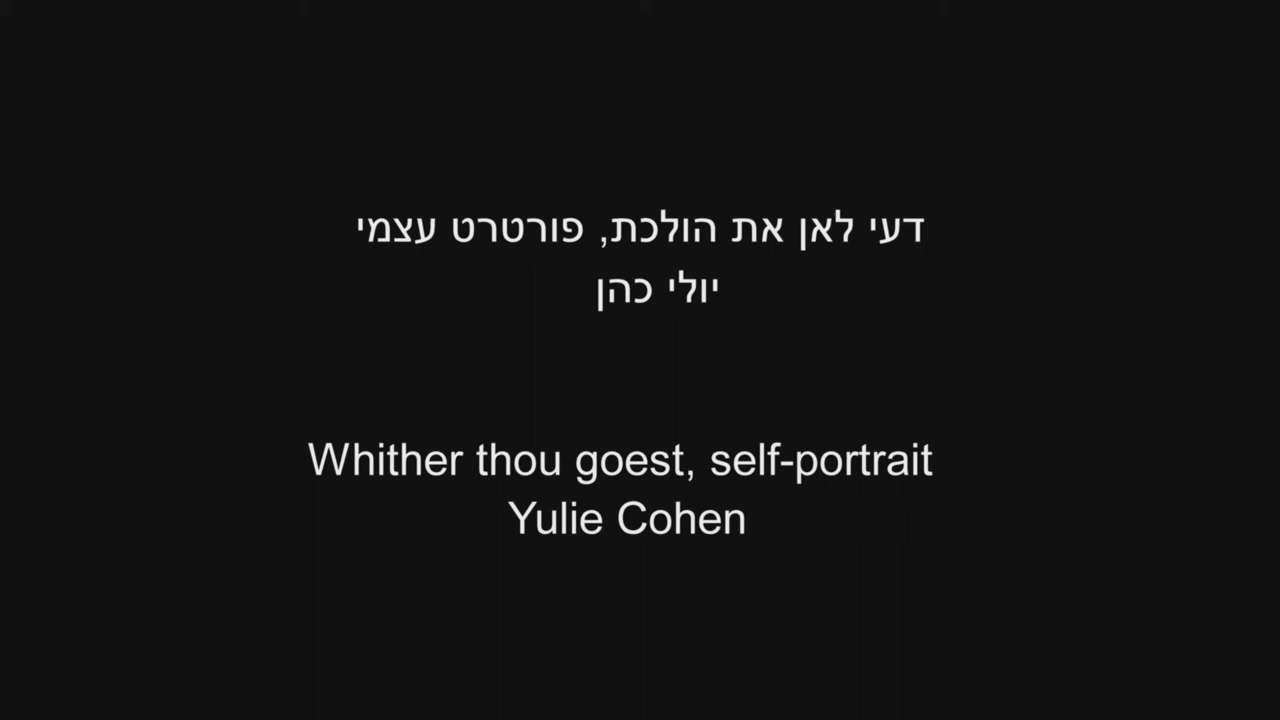 דעי לאן את הולכת, פורטרט עצמי
יולי כהן
Whither thou goest, self-portrait
Yulie Cohen